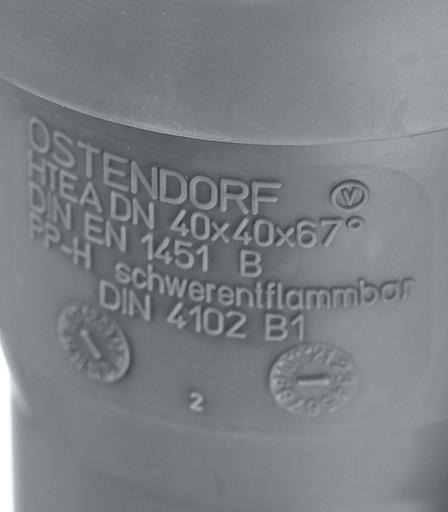 OSTENDORF V
HTEA DN 40x40x67°
DIN EN 1451 B
PP-H schwerentflammbar
DIN 4102 B1
2